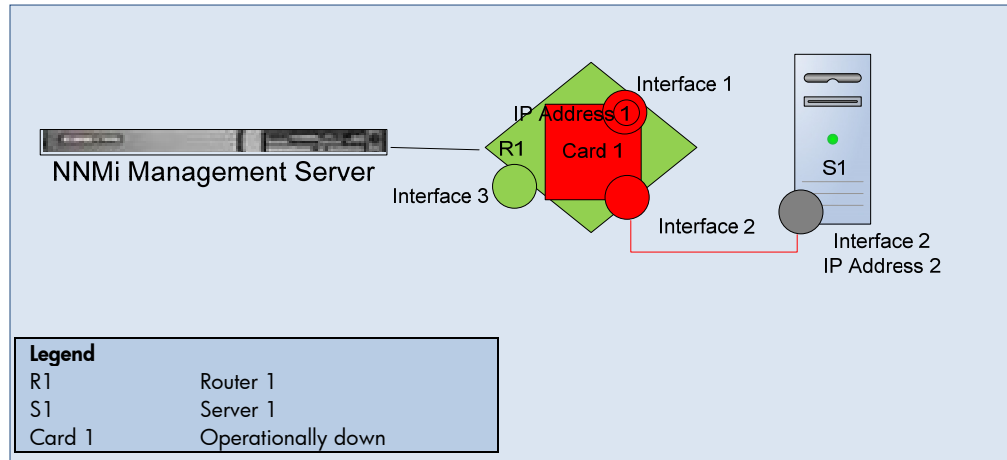 Interface 1
IP Address 1
R1
Card 1
NNMi Management Server
Interface 3
Interface 2
S1
Interface 2
IP Address 2
Legend
R1 Router 1
S1 Server 1
Card 1 Operationally down